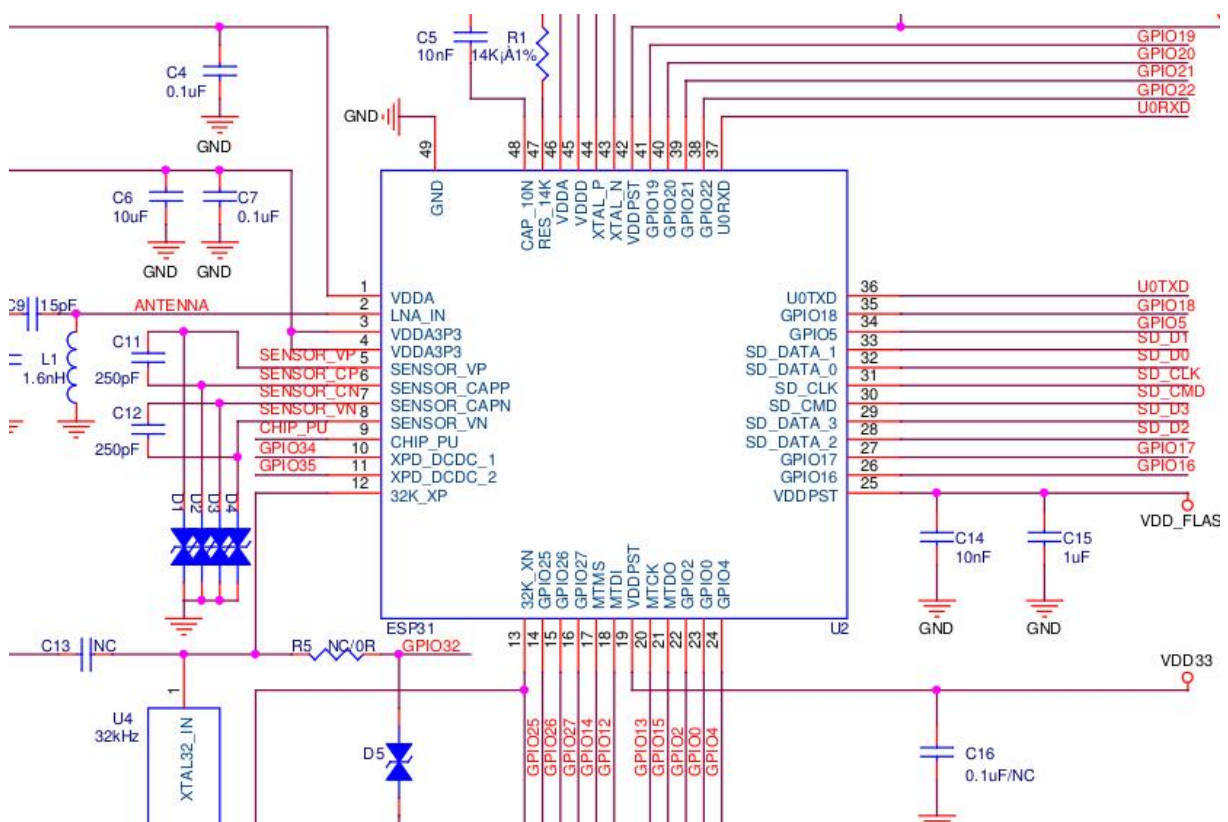 C5
10nF
R1
14K¡À1%
GPIO19
GPIO20
GPIO21
GPIO22
U0RXD
C4
0.1uF
GND
GND
49
48
47
46
45
44
43
42
41
40
39
38
37
GND
CAP_10N
RES_14K
VDDA
VDDD
XTAL_P
XTAL_N
VDDPST
GPIO19
GPIO20
GPIO21
GPIO22
U0RXD
C6
10uF
C7
0.1uF
GND
GND
C9
15pF
ANTENNA
L1
1.6nH
C11
250pF
C12
250pF
SENSOR_VP
SENSOR_CP
SENSOR_CN
SENSOR_VN
CHIP_PU
GPIO34
GPIO35
1 VDDA
2 LNA_IN
3 VDDA3P3
4 VDDA3P3
5 SENSOR_VP
6 SENSOR_CAPP
7 SENSOR_CAPN
8 SENSOR_VN
9 CHIP_PU
10 XPD_DCDC_1
11 XPD_DCDC_2
12 32K_XP
U0TXD 36 U0TXD
GPIO18 35 GPIO18
GPIO5 34 GPIO5
SD_DATA_1 33 SD_D1
SD_DATA_0 32 SD_D0
SD_CLK 31 SD_CLK
SD_CMD 30 SD_CMD
SD_DATA_3 29 SD_D3
SD_DATA_2 28 SD_D2
GPIO17 27 GPIO17
GPIO16 26 GPIO16
VDDPST 25
VDD_FLAS
C14
10nF
C15
1uF
GND
GND
D1
D2
D3
D4
32K_XN
GPIO25
GPIO26
GPIO27
MTMS
MTDI
VDDPST
MTCK
MTDO
GPIO2
GPIO0
GPIO4
ESP31
U2
13
14
15
16
17
18
19
20
21
22
23
24
C13
NC
R5
NC/0R
GPIO32
1
U4
32kHz
XTAL32_IN
D5
GPIO25
GPIO26
GPIO27
GPIO14
GPIO12
GPIO13
GPIO15
GPIO2
GPIO0
GPIO4
VDD33
C16
0.1uF/NC